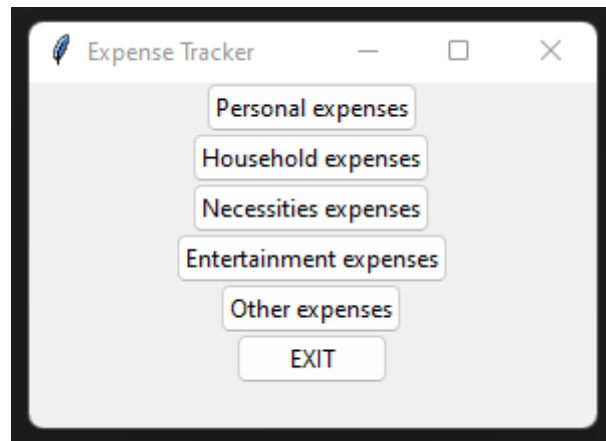 Expense Tracker
Personal expenses
Household expenses
Necessities expenses
Entertainment expenses
Other expenses
EXIT